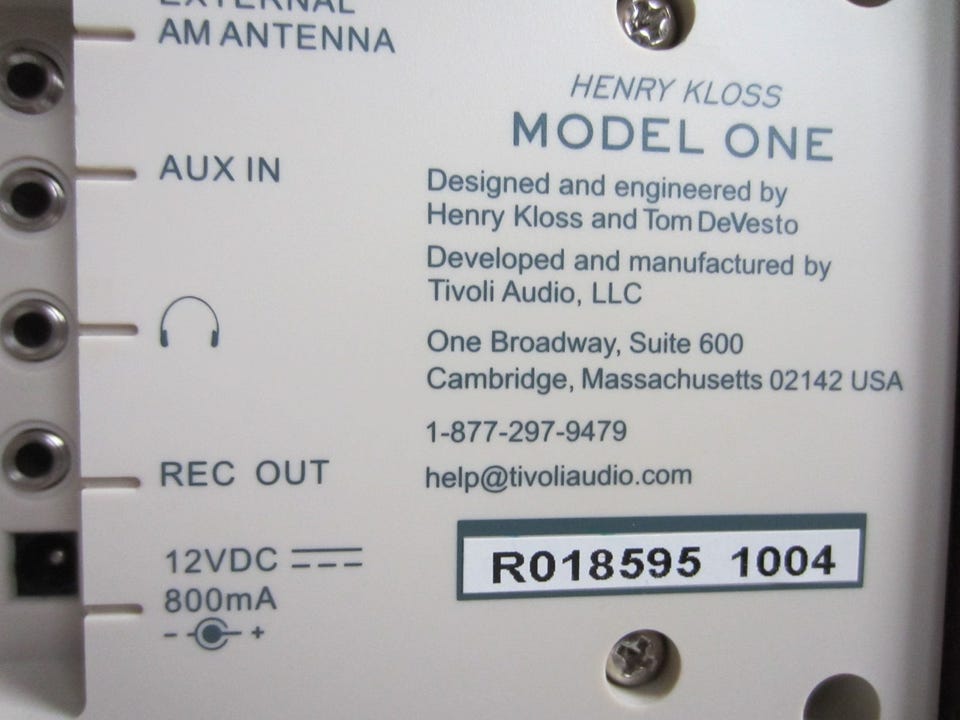 EXTERNAL
AM ANTENNA
AUX IN
REC OUT
12VDC
800mA
- +
HENRY KLOSS
MODEL ONE
Designed and engineered by
Henry Kloss and Tom DeVesto
Developed and manufactured by
Tivoli Audio, LLC
One Broadway, Suite 600
Cambridge, Massachusetts 02142 USA
1-877-297-9479
help@tivoliaudio.com
R018595 1004